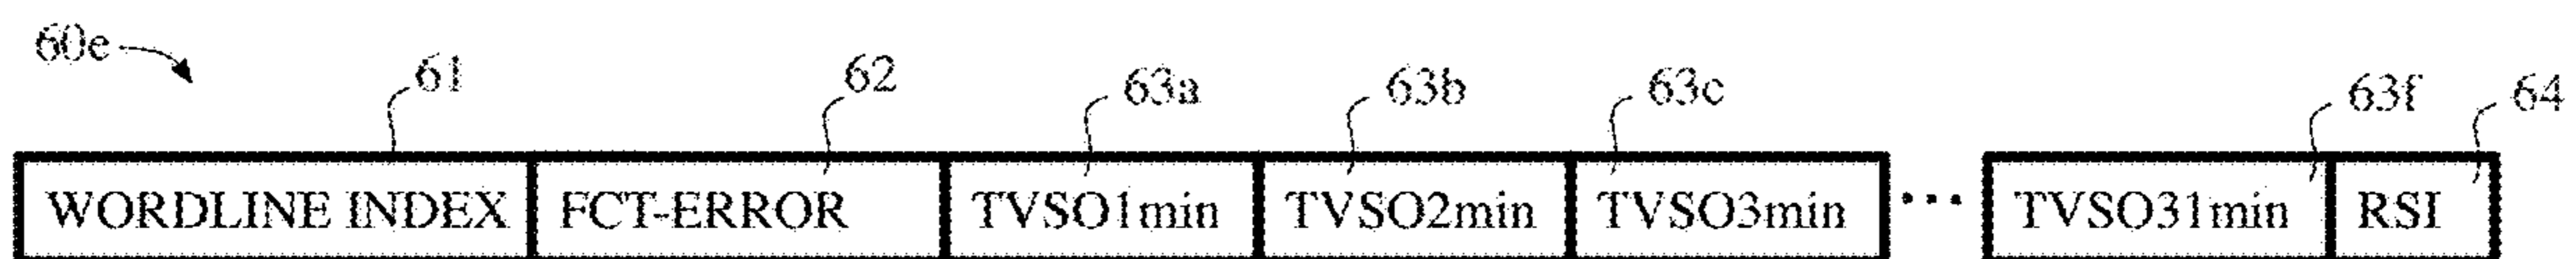 60e 61 62 63a 63b 63c 63f 64
WORDLINE INDEX FCT-ERROR TVSO1min TVSO2min TVSO3min ... TVSO31min RSI